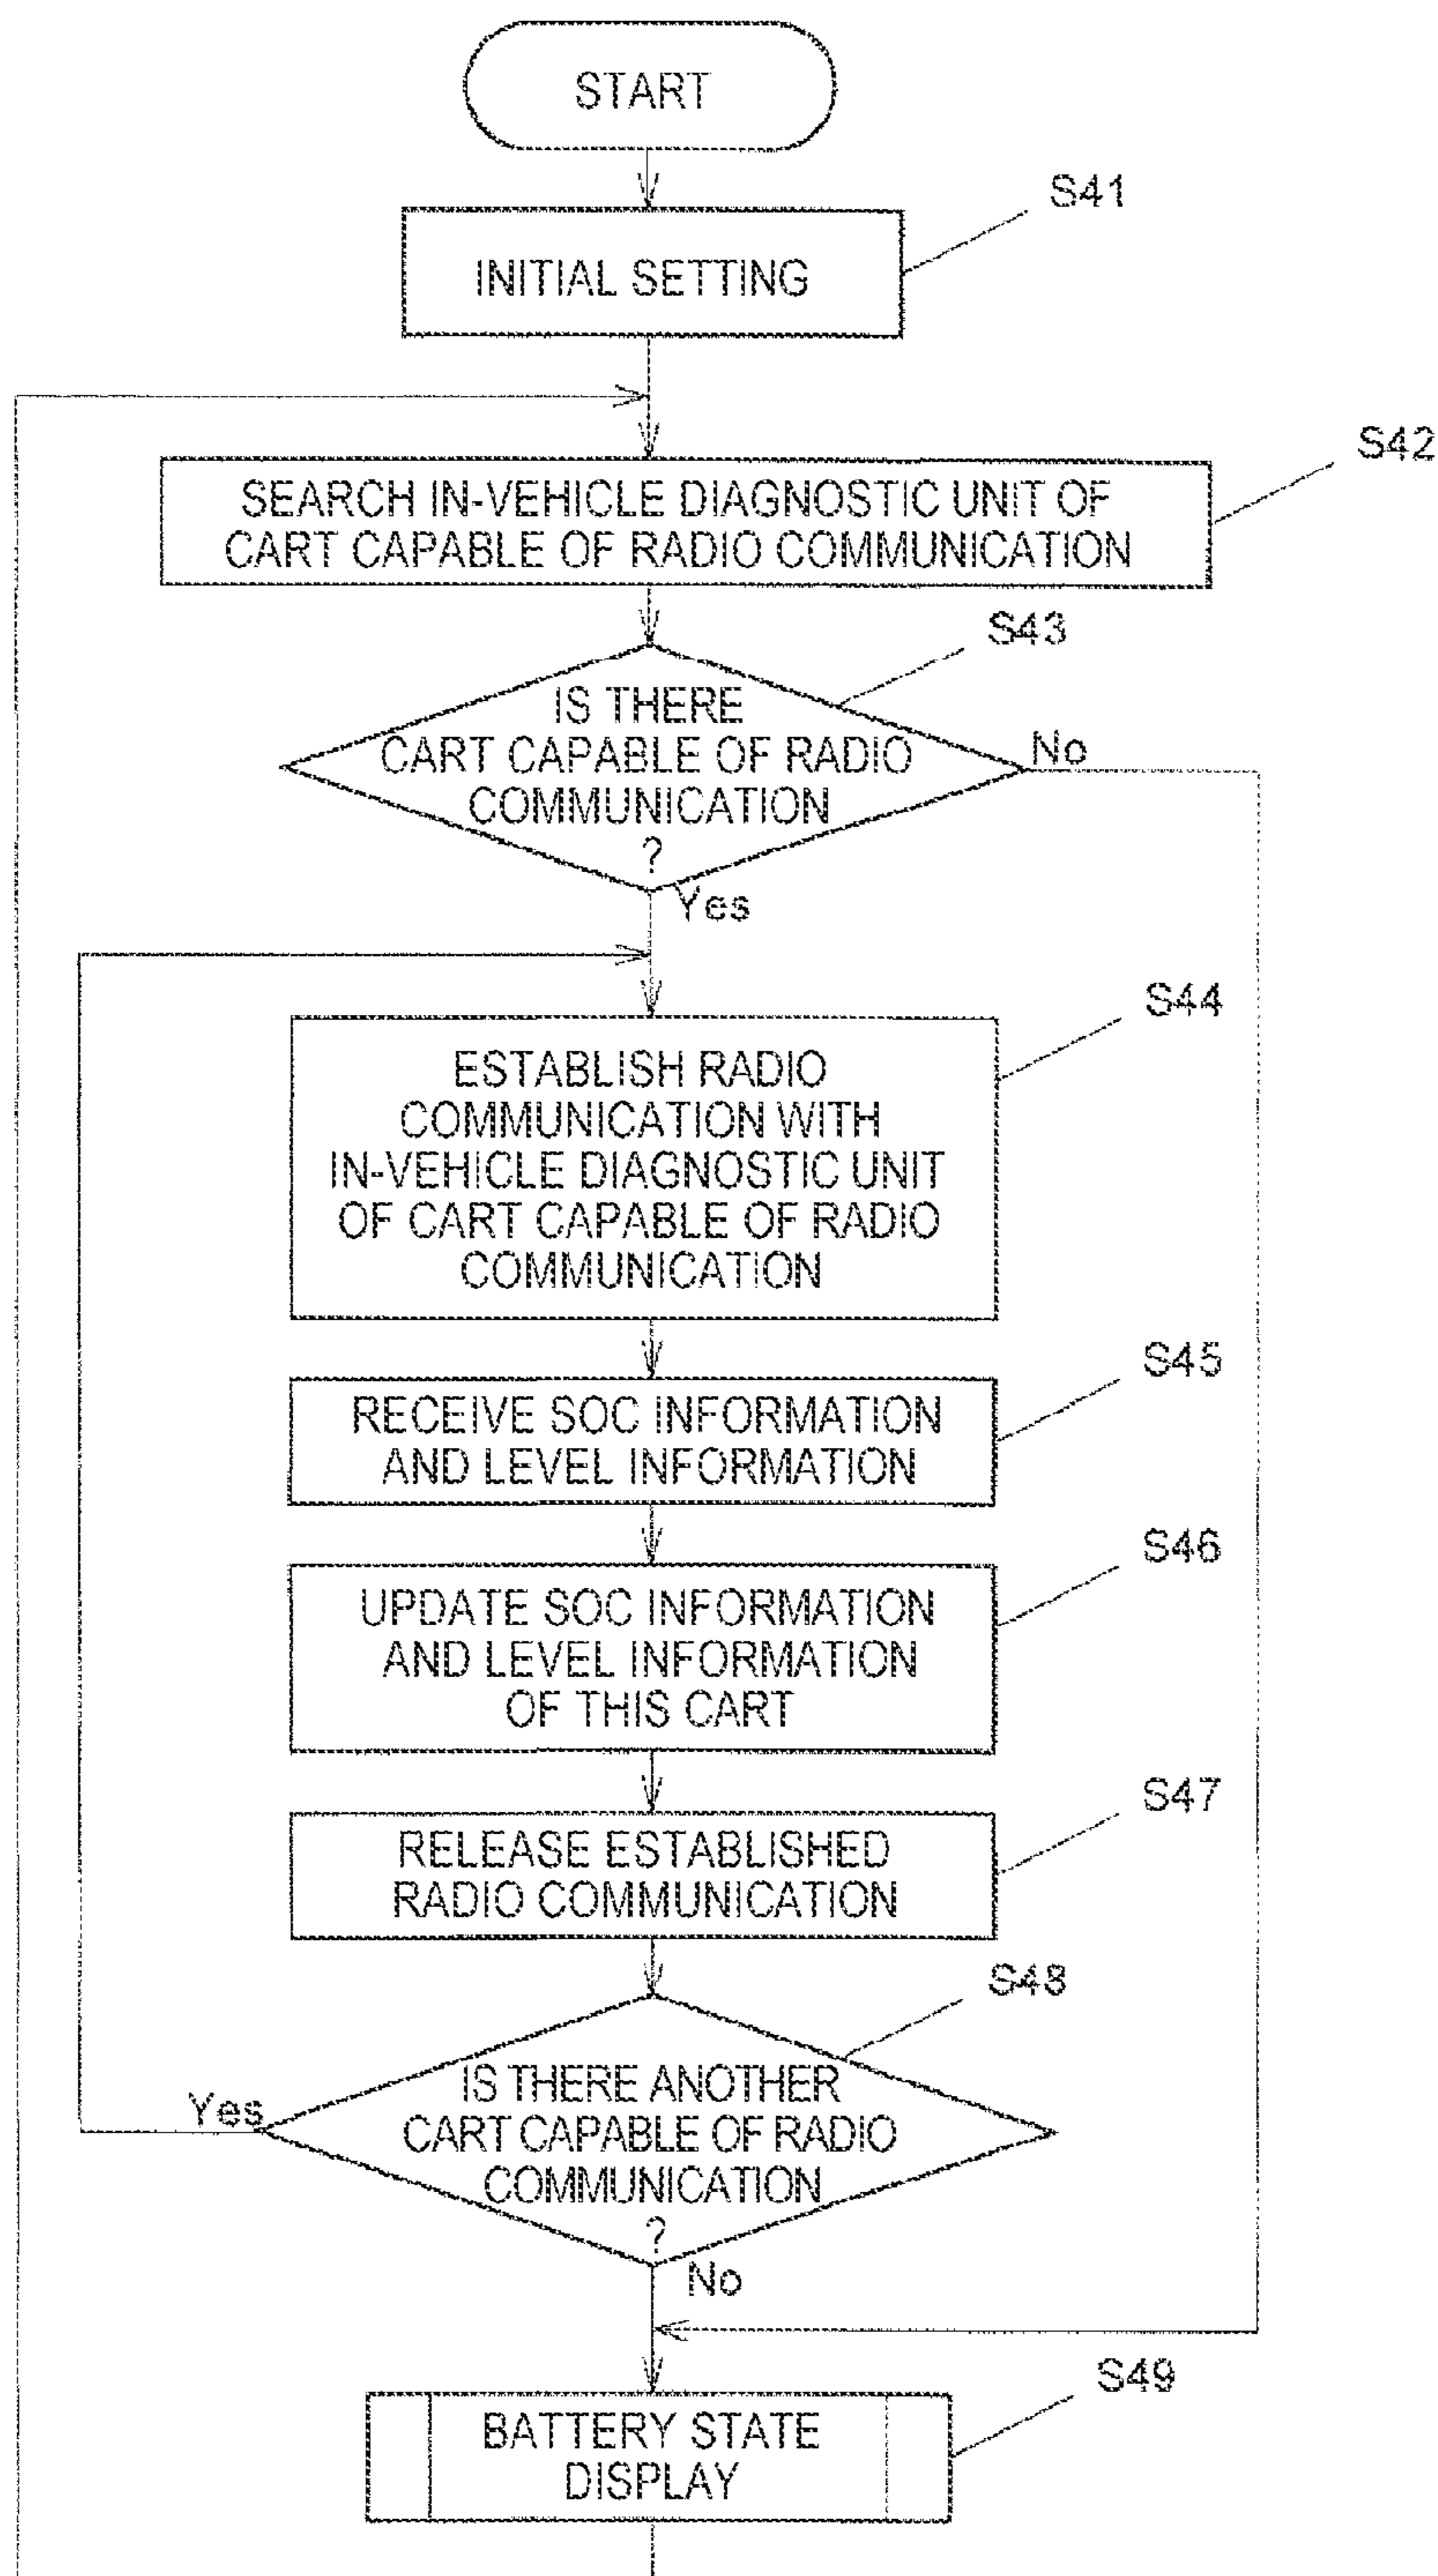 START
S41
INITIAL SETTING
S42
SEARCH IN-VEHICLE DIAGNOSTIC UNIT OF
CART CAPABLE OF RADIO COMMUNICATION
S43
IS THERE
CART CAPABLE OF RADIO
COMMUNICATION
?
No
Yes
S44
ESTABLISH RADIO
COMMUNICATION WITH
IN-VEHICLE DIAGNOSTIC UNIT
OF CART CAPABLE OF RADIO
COMMUNICATION
S45
RECEIVE SOC INFORMATION
AND LEVEL INFORMATION
S46
UPDATE SOC INFORMATION
AND LEVEL INFORMATION
OF THIS CART
S47
RELEASE ESTABLISHED
RADIO COMMUNICATION
S48
IS THERE ANOTHER
CART CAPABLE OF RADIO
COMMUNICATION
?
Yes
No
S49
BATTERY STATE
DISPLAY